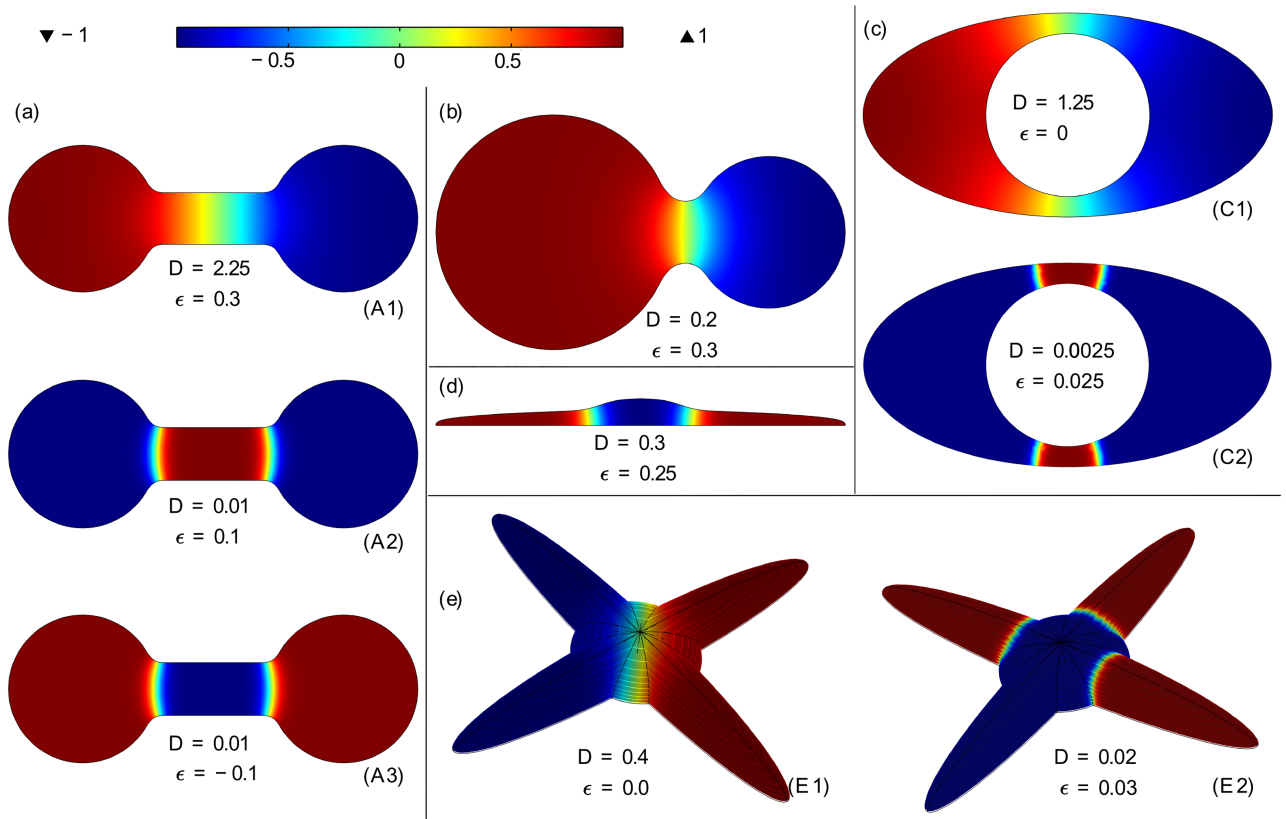 ▼ − 1
− 0.5 0 0.5
▲ 1
(a)
D = 2.25
ϵ = 0.3
(A1)
D = 0.01
ϵ = 0.1
(A2)
D = 0.01
ϵ = − 0.1
(A3)
(b)
D = 0.2
ϵ = 0.3
(c)
D = 1.25
ϵ = 0
(C1)
D = 0.0025
ϵ = 0.025
(C2)
(d)
D = 0.3
ϵ = 0.25
(e)
D = 0.4
ϵ = 0.0
(E1)
D = 0.02
ϵ = 0.03
(E2)